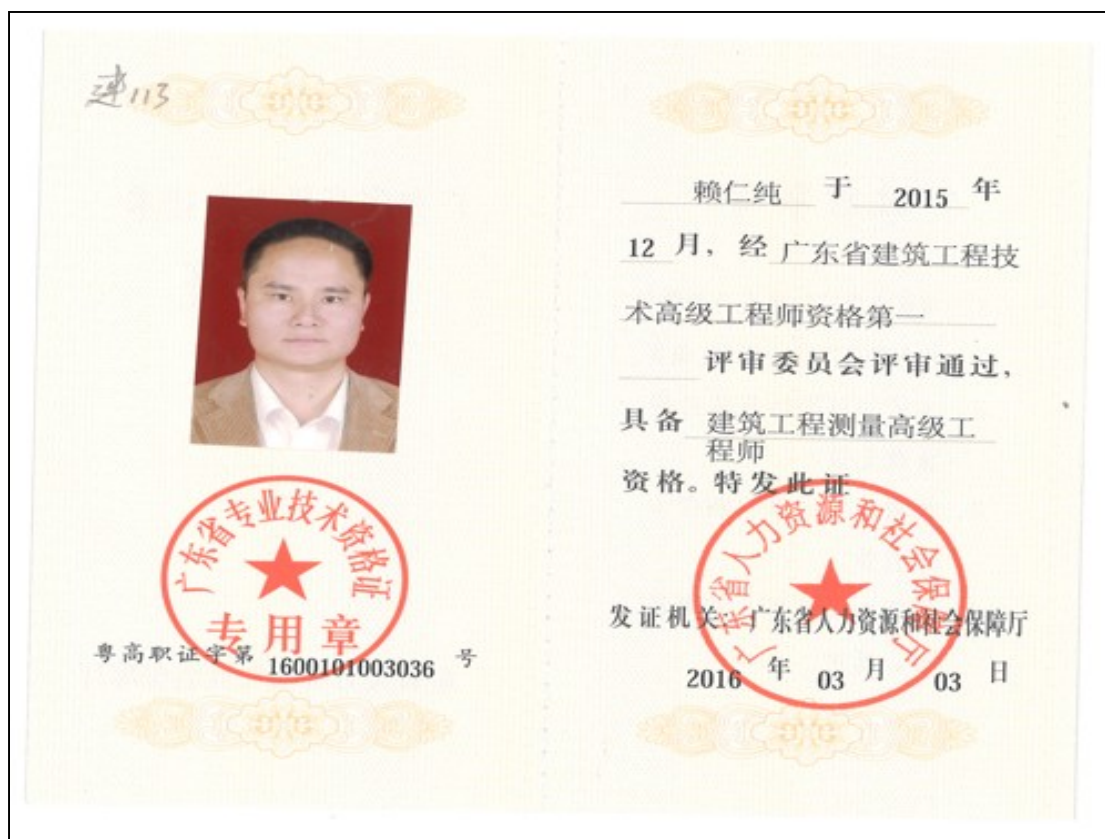 建113
广东省专业技术资格证
专用章
粤高职证字第 1600101003036 号
赖仁纯 于 2015 年
12 月，经 广东省建筑工程技
术高级工程师资格第一
评审委员会评审通过，
具备 建筑工程测量高级工
程师
资格。特发此证
广东省人力资源和社会保障厅
发证机关：广东省人力资源和社会保障厅
2016 年 03 月 03 日